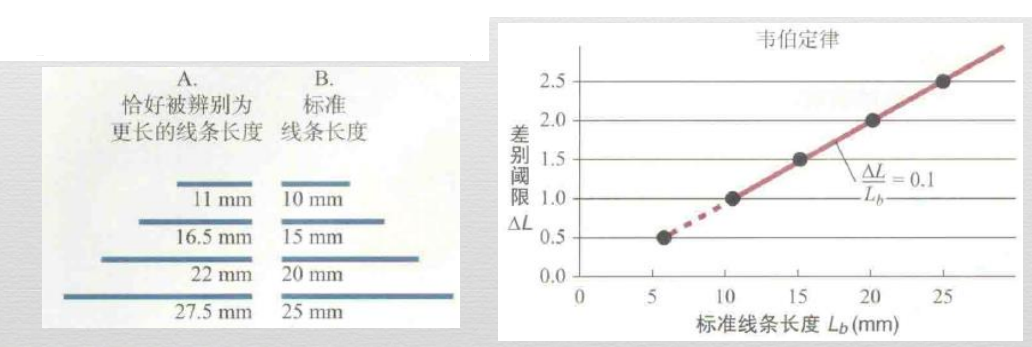 A.
恰好被辨别为
更长的线条长度
B.
标准
线条长度
11 mm 10 mm
16.5 mm 15 mm
22 mm 20 mm
27.5 mm 25 mm
韦伯定律
差别阈限
ΔL
2.5
2.0
1.5
1.0
0.5
0.0
ΔL/L_b = 0.1
0 5 10 15 20 25
标准线条长度 L_b (mm)